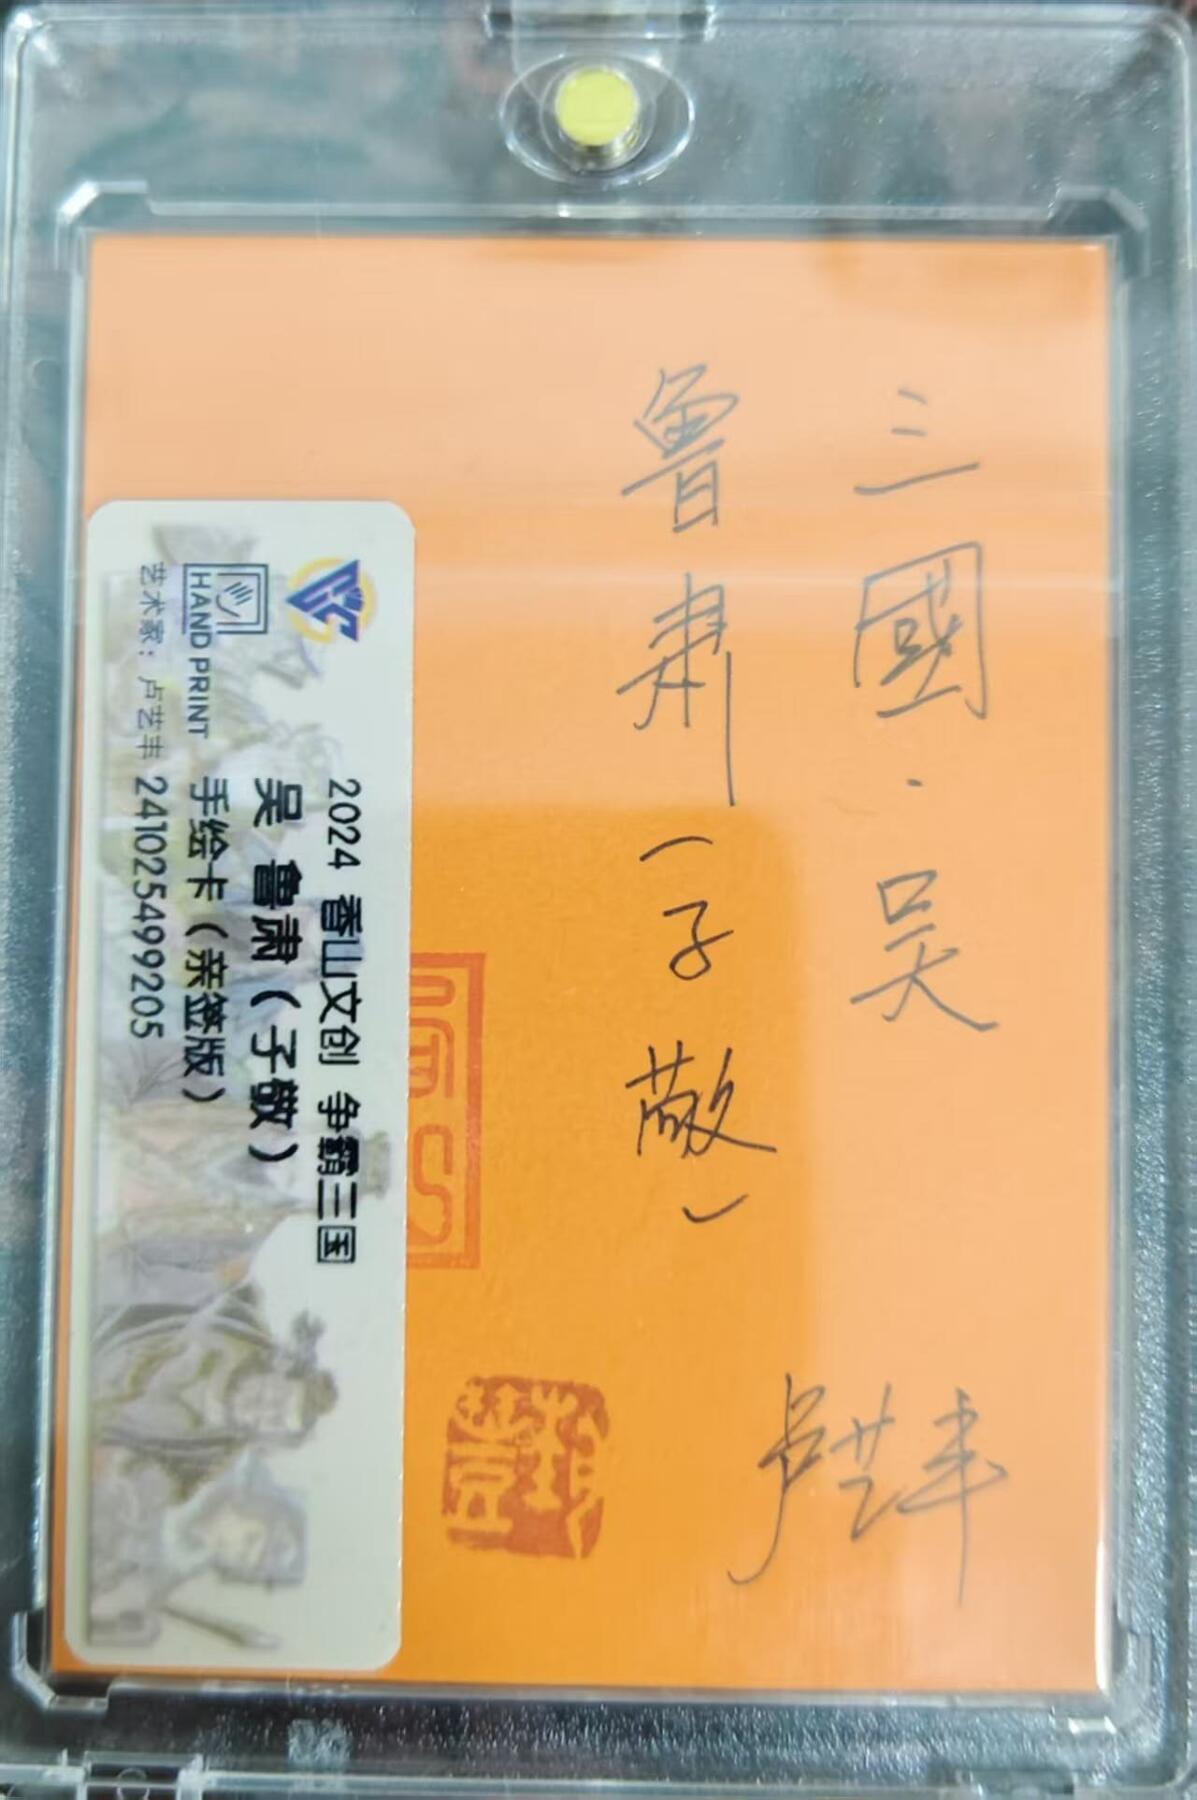 三國·吴
魯肅(子敬)
卢艺丰
2024 香山文创 争霸三国
吴 鲁肃(子敬)
手绘卡(亲签版)
241025499205
HAND PRINT
艺术家:卢艺丰